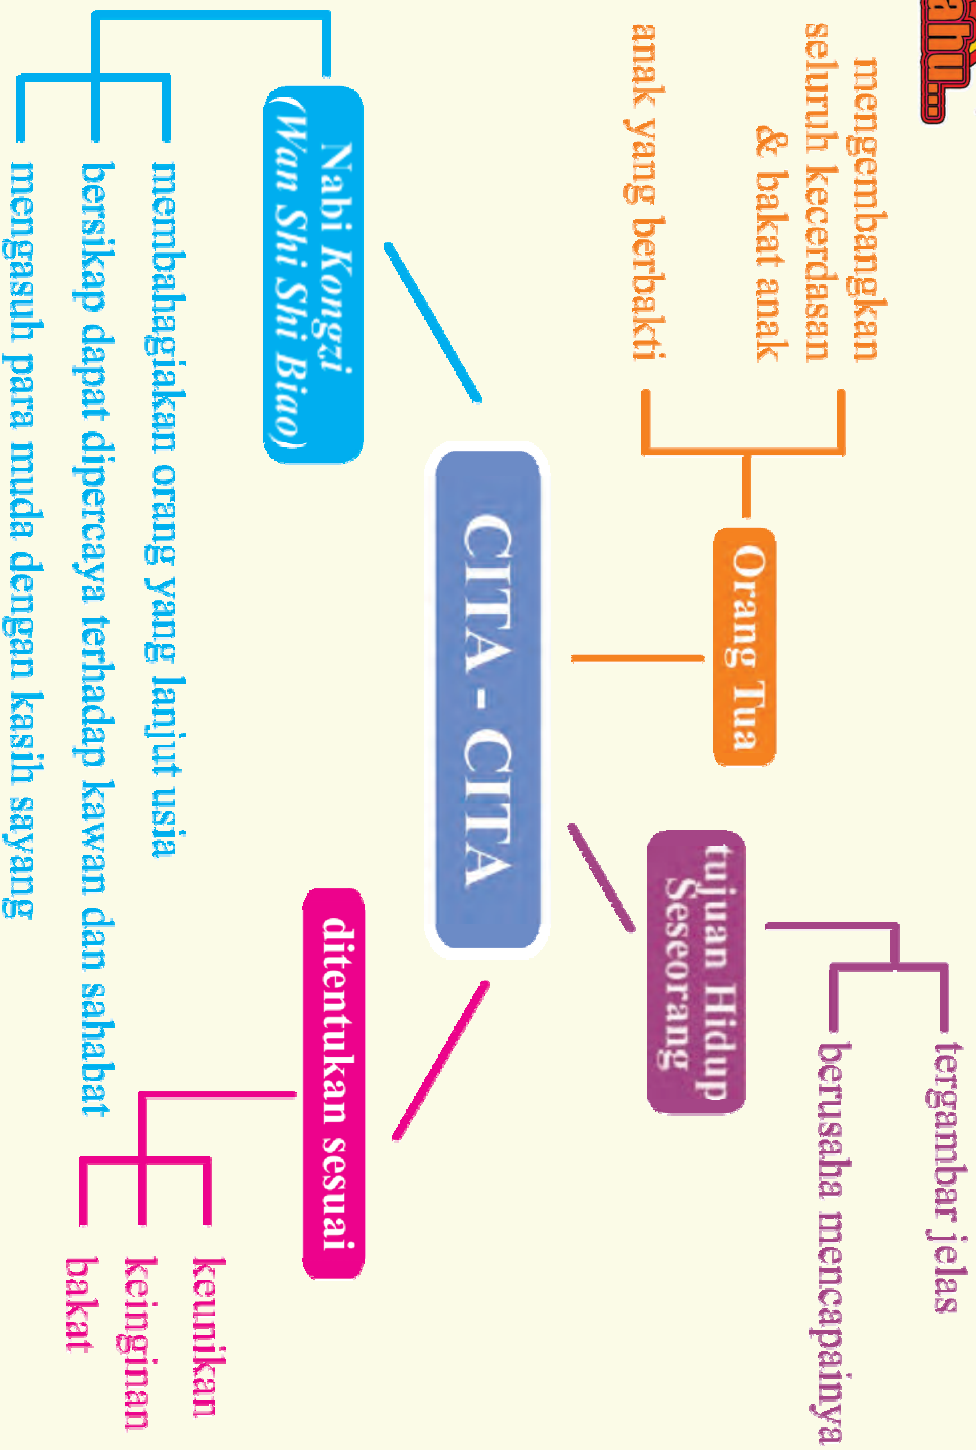 ahu...
mengembangkan
seluruh kecerdasan
& bakat anak
anak yang berbakti
Orang Tua
tujuan Hidup
Seseorang
tergambar jelas
berusaha mencapainya
CITA - CITA
Nabi Kongzi
(Wan Shi Shi Biao)
membahagiakan orang yang lanjut usia
bersikap dapat dipercaya terhadap kawan dan sahabat
mengasuh para muda dengan kasih sayang
ditentukan sesuai
keunikan
keinginan
bakat